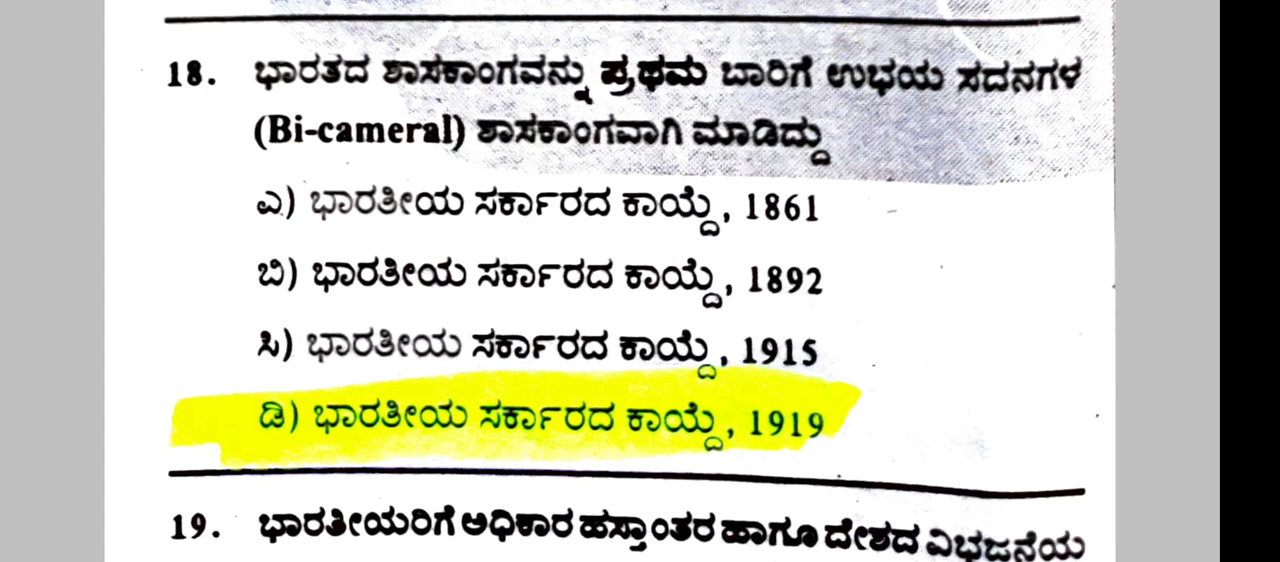 18. ಭಾರತದ ಶಾಸಕಾಂಗವನ್ನು ಪ್ರಥಮ ಬಾರಿಗೆ ಉಭಯ ಸದನಗಳ
(Bi-cameral) ಶಾಸಕಾಂಗವಾಗಿ ಮಾಡಿದ್ದು
ಎ) ಭಾರತೀಯ ಸರ್ಕಾರದ ಕಾಯ್ದೆ, 1861
ಬಿ) ಭಾರತೀಯ ಸರ್ಕಾರದ ಕಾಯ್ದೆ, 1892
ಸಿ) ಭಾರತೀಯ ಸರ್ಕಾರದ ಕಾಯ್ದೆ, 1915
ಡಿ) ಭಾರತೀಯ ಸರ್ಕಾರದ ಕಾಯ್ದೆ, 1919
19. ಭಾರತೀಯರಿಗೆ ಅಧಿಕಾರ ಹಸ್ತಾಂತರ ಹಾಗೂ ದೇಶದ ವಿಭಜನೆಯ